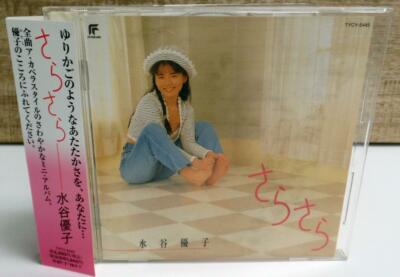 ゆりかごのようなあたたかさを、あなたに…
さらさら
水谷優子
全曲ア・カペラスタイルのさわやかなミニ・アルバム。
優子のこころにふれてください。
さらさら
水谷優子